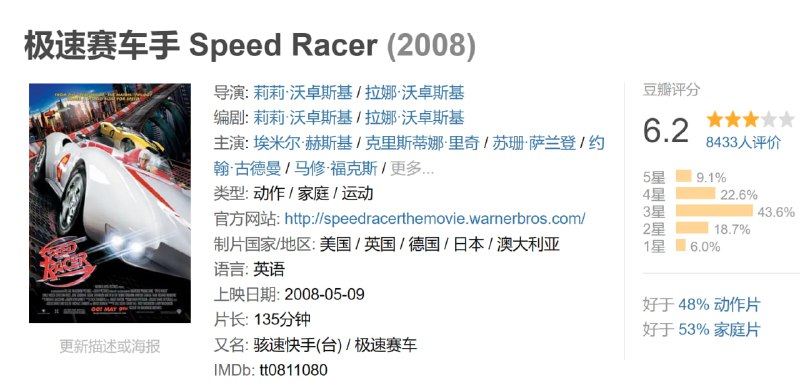 极速赛车手 Speed Racer (2008)
SPEED RACER
导演: 莉莉·沃卓斯基 / 拉娜·沃卓斯基
编剧: 莉莉·沃卓斯基 / 拉娜·沃卓斯基
主演: 埃米尔·赫斯基 / 克里斯蒂娜·里奇 / 苏珊·萨兰登 / 约
翰·古德曼 / 马修·福克斯 / 更多...
类型: 动作 / 家庭 / 运动
官方网站: http://speedracerthemovie.warnerbros.com/
制片国家/地区: 美国 / 英国 / 德国 / 日本 / 澳大利亚
语言: 英语
上映日期: 2008-05-09
片长: 135分钟
又名: 骇速快手(台) / 极速赛车
IMDb: tt0811080
更新描述或海报
豆瓣评分
6.2
8433人评价
5星 9.1%
4星 22.6%
3星 43.6%
2星 18.7%
1星 6.0%
好于 48% 动作片
好于 53% 家庭片